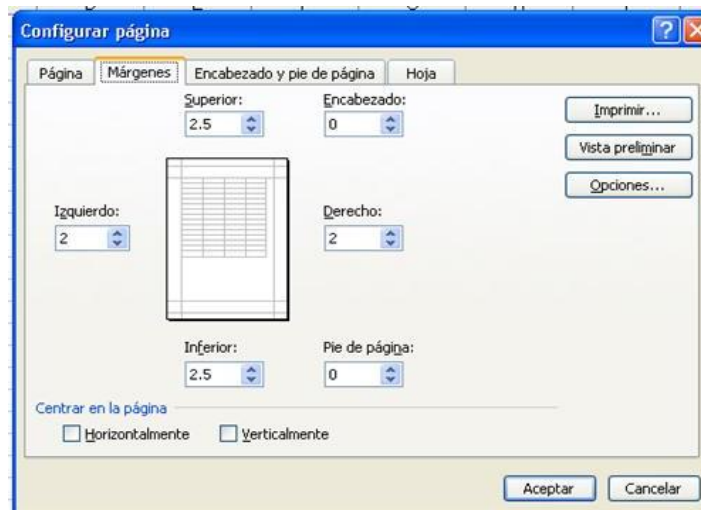 Configurar página
Página Márgenes Encabezado y pie de página Hoja
Superior: Encabezado:
2.5 0
Imprimir...
Vista preliminar
Opciones...
Izquierdo: Derecho:
2 2
Inferior: Pie de página:
2.5 0
Centrar en la página
Horizontalmente Verticalmente
Aceptar Cancelar